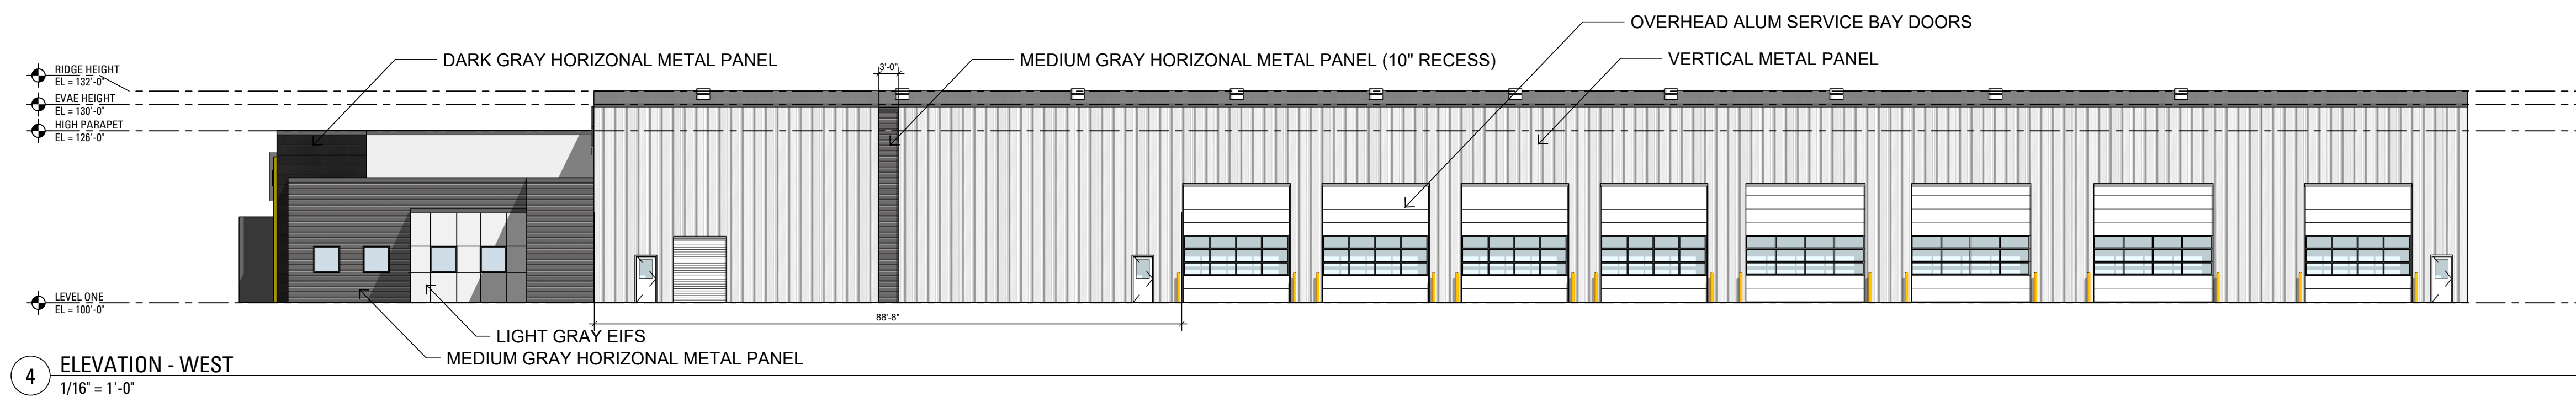 OVERHEAD ALUM SERVICE BAY DOORS
DARK GRAY HORIZONAL METAL PANEL
MEDIUM GRAY HORIZONAL METAL PANEL (10" RECESS)
VERTICAL METAL PANEL
3'-0"
RIDGE HEIGHT
EL = 132'-0"
EVAE HEIGHT
EL = 130'-0"
HIGH PARAPET
EL = 126'-0"
LEVEL ONE
EL = 100'-0"
88'-8"
LIGHT GRAY EIFS
MEDIUM GRAY HORIZONAL METAL PANEL
4 ELEVATION - WEST
1/16" = 1'-0"